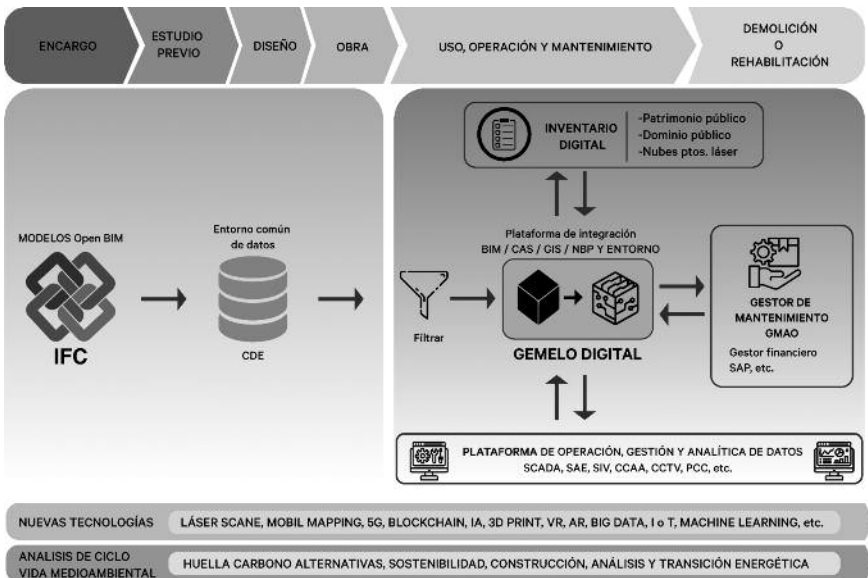 ENCARGO
ESTUDIO
PREVIO
DISEÑO
OBRA
USO, OPERACIÓN Y MANTENIMIENTO
DEMOLICIÓN
O
REHABILITACIÓN
MODELOS Open BIM
IFC
Entorno común
de datos
CDE
INVENTARIO
DIGITAL
-Patrimonio público
-Dominio público
-Nubes ptos. láser
Plataforma de integración
BIM / CAS / GIS / NBP Y ENTORNO
Filtrar
GEMELO DIGITAL
GESTOR DE
MANTENIMIENTO
GMAO
Gestor financiero
SAP, etc.
PLATAFORMA DE OPERACIÓN, GESTIÓN Y ANALÍTICA DE DATOS
SCADA, SAE, SIV, CCAA, CCTV, PCC, etc.
NUEVAS TECNOLOGÍAS
LÁSER SCANE, MOBIL MAPPING, 5G, BLOCKCHAIN, IA, 3D PRINT, VR, AR, BIG DATA, I o T, MACHINE LEARNING, etc.
ANALISIS DE CICLO
VIDA MEDIOAMBIENTAL
HUELLA CARBONO ALTERNATIVAS, SOSTENIBILIDAD, CONSTRUCCIÓN, ANÁLISIS Y TRANSICIÓN ENERGÉTICA